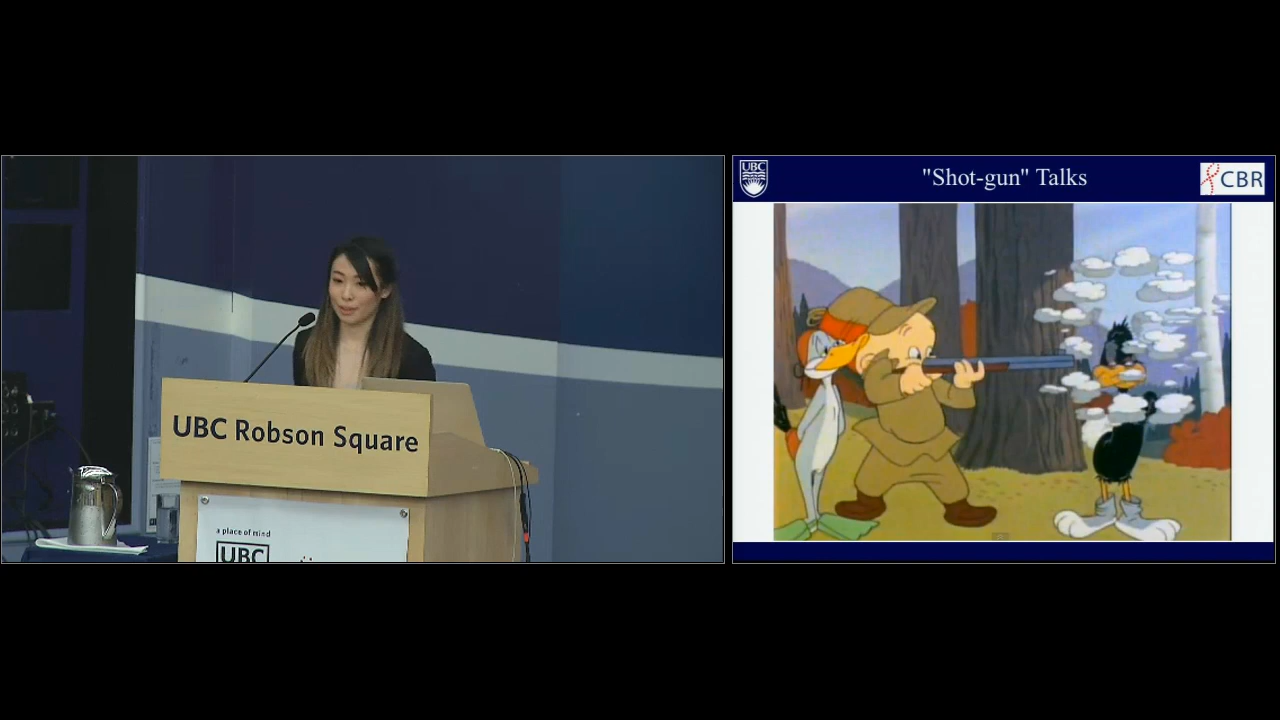 UBC Robson Square
a place of mind
UBC
UBC
"Shot-gun" Talks
CBR